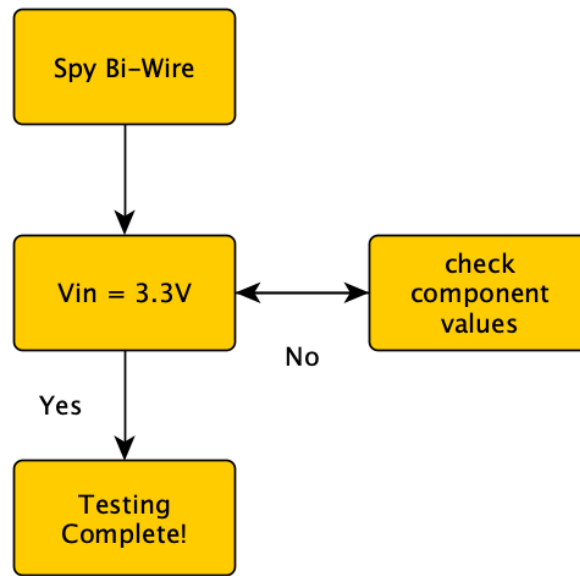 Spy Bi-Wire
Vin = 3.3V
check
component
values
No
Yes
Testing
Complete!